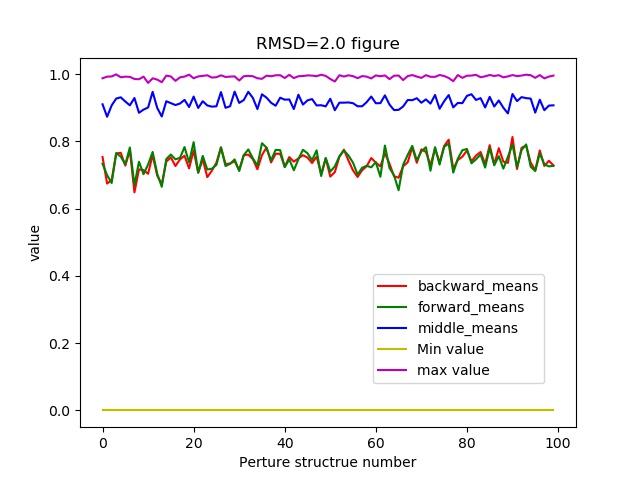 RMSD=2.0 figure
value
1.0
0.8
0.6
0.4
0.2
0.0
backward_means
forward_means
middle_means
Min value
max value
0 20 40 60 80 100
Perture structrue number